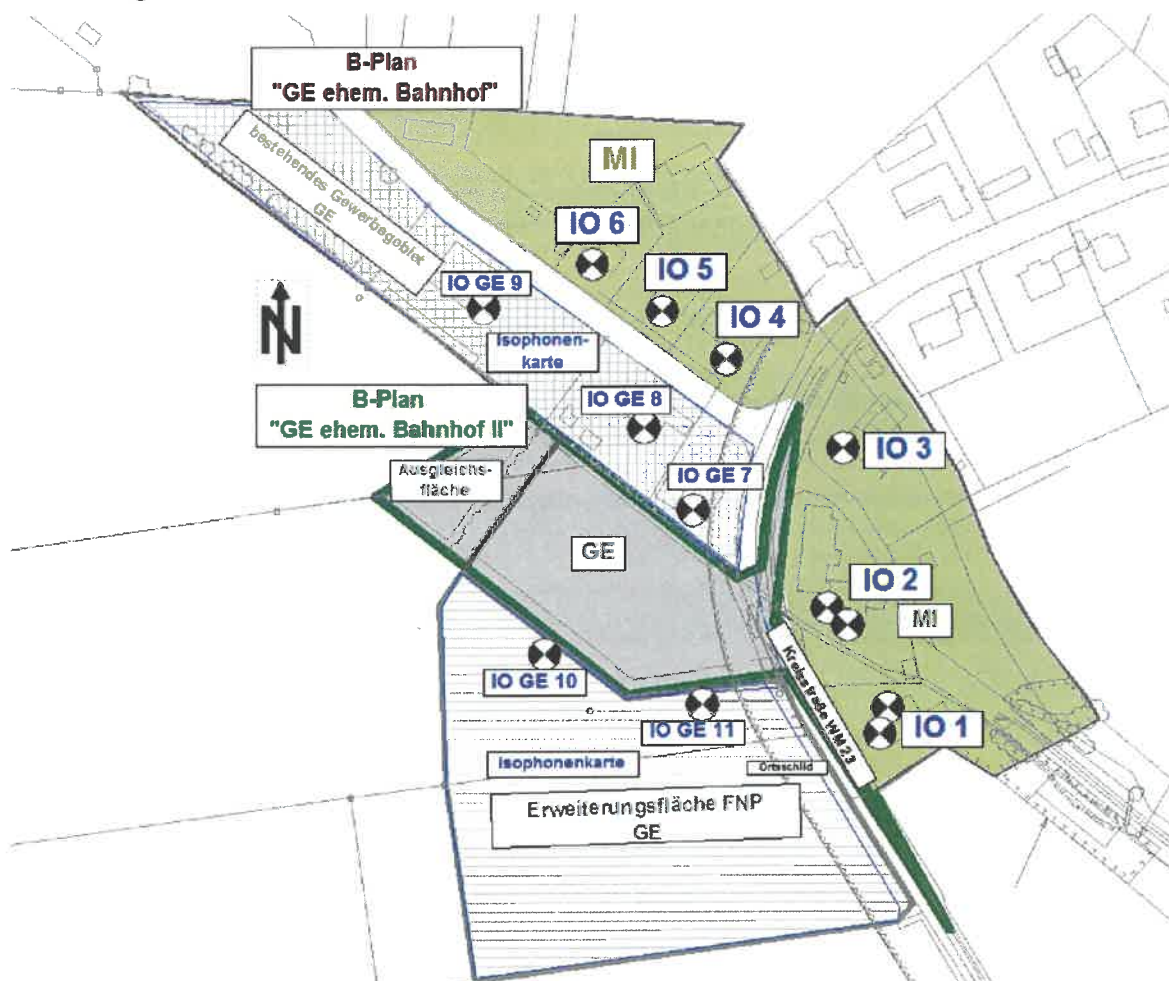 B-Plan
"GE ehem. Bahnhof"
bestehendes Gewerbegebiet
GE
MI
IO 6
IO 5
IO 4
IO GE 9
N
Isophonen-
karte
B-Plan
"GE ehem. Bahnhof II"
IO GE 8
IO 3
Ausgleichs-
fläche
IO GE 7
GE
IO 2
MI
Kreisstraße WM23
IO GE 10
IO GE 11
IO 1
Isophonenkarte
Ortsschild
Erweiterungsfläche FNP
GE